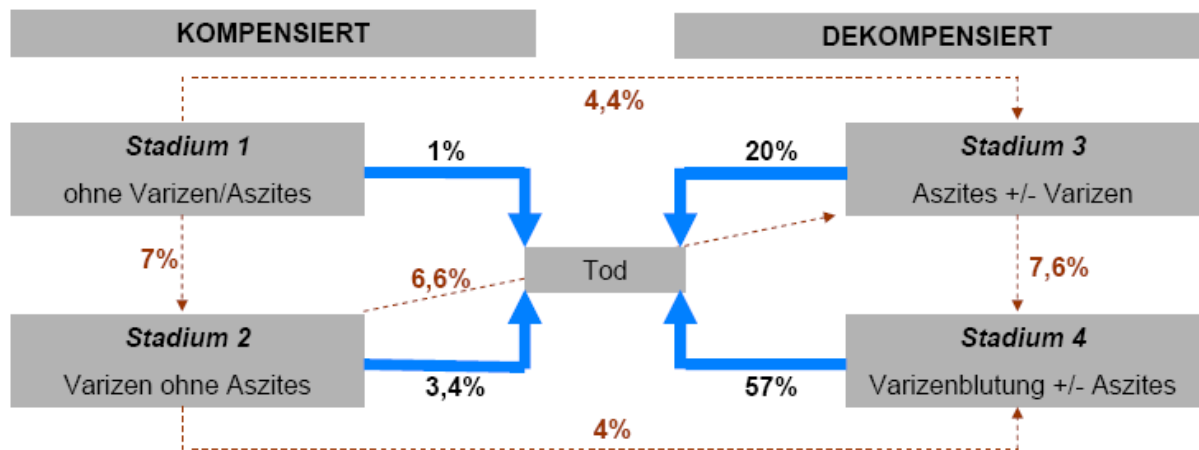 KOMPENSIERT
DEKOMPENSIERT
4,4%
Stadium 1
ohne Varizen/Aszites
1%
20%
Stadium 3
Aszites +/- Varizen
7%
6,6%
Tod
7,6%
Stadium 2
Varizen ohne Aszites
3,4%
57%
Stadium 4
Varizenblutung +/- Aszites
4%